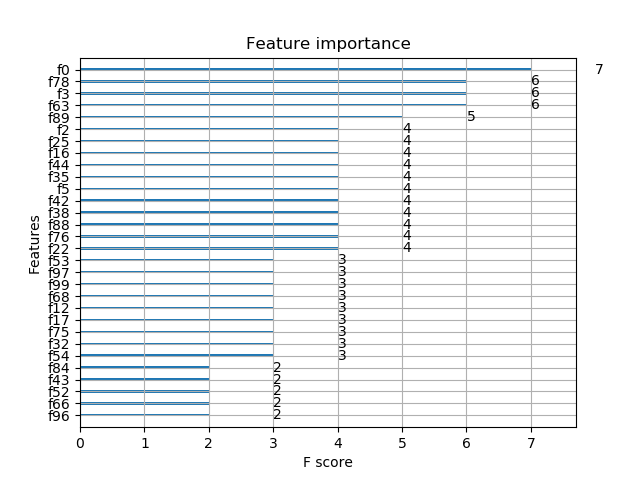 Feature importance
f0 7
f78 6
f3 6
f63 6
f89 5
f2 4
f25 4
f16 4
f44 4
f35 4
f5 4
f42 4
f38 4
f88 4
f76 4
f22 4
f53 3
f97 3
f99 3
f68 3
f12 3
f17 3
f75 3
f32 3
f54 3
f84 2
f43 2
f52 2
f66 2
f96 2
Features
0 1 2 3 4 5 6 7
F score